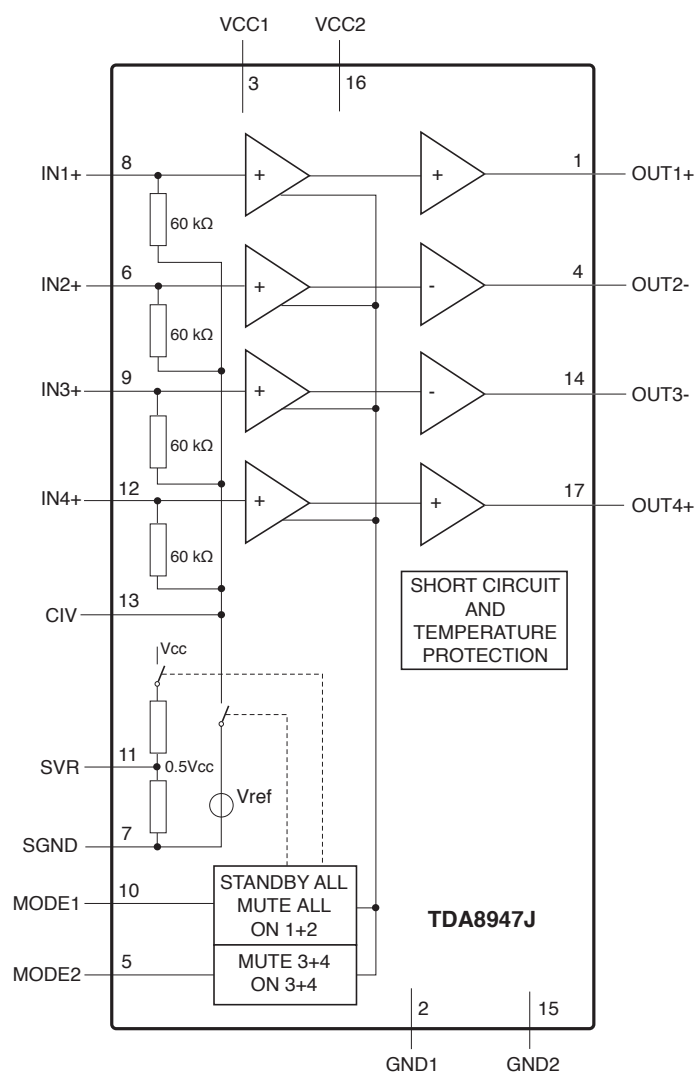 VCC1 VCC2
3 16
IN1+ 8 + + 1 OUT1+
60 kΩ
IN2+ 6 + - 4 OUT2-
60 kΩ
IN3+ 9 + - 14 OUT3-
60 kΩ
IN4+ 12 + + 17 OUT4+
60 kΩ
CIV 13
SHORT CIRCUIT
AND
TEMPERATURE
PROTECTION
Vcc
SVR 11 0.5Vcc
Vref
SGND 7
MODE1 10
STANDBY ALL
MUTE ALL
ON 1+2
TDA8947J
MODE2 5
MUTE 3+4
ON 3+4
2 15
GND1 GND2